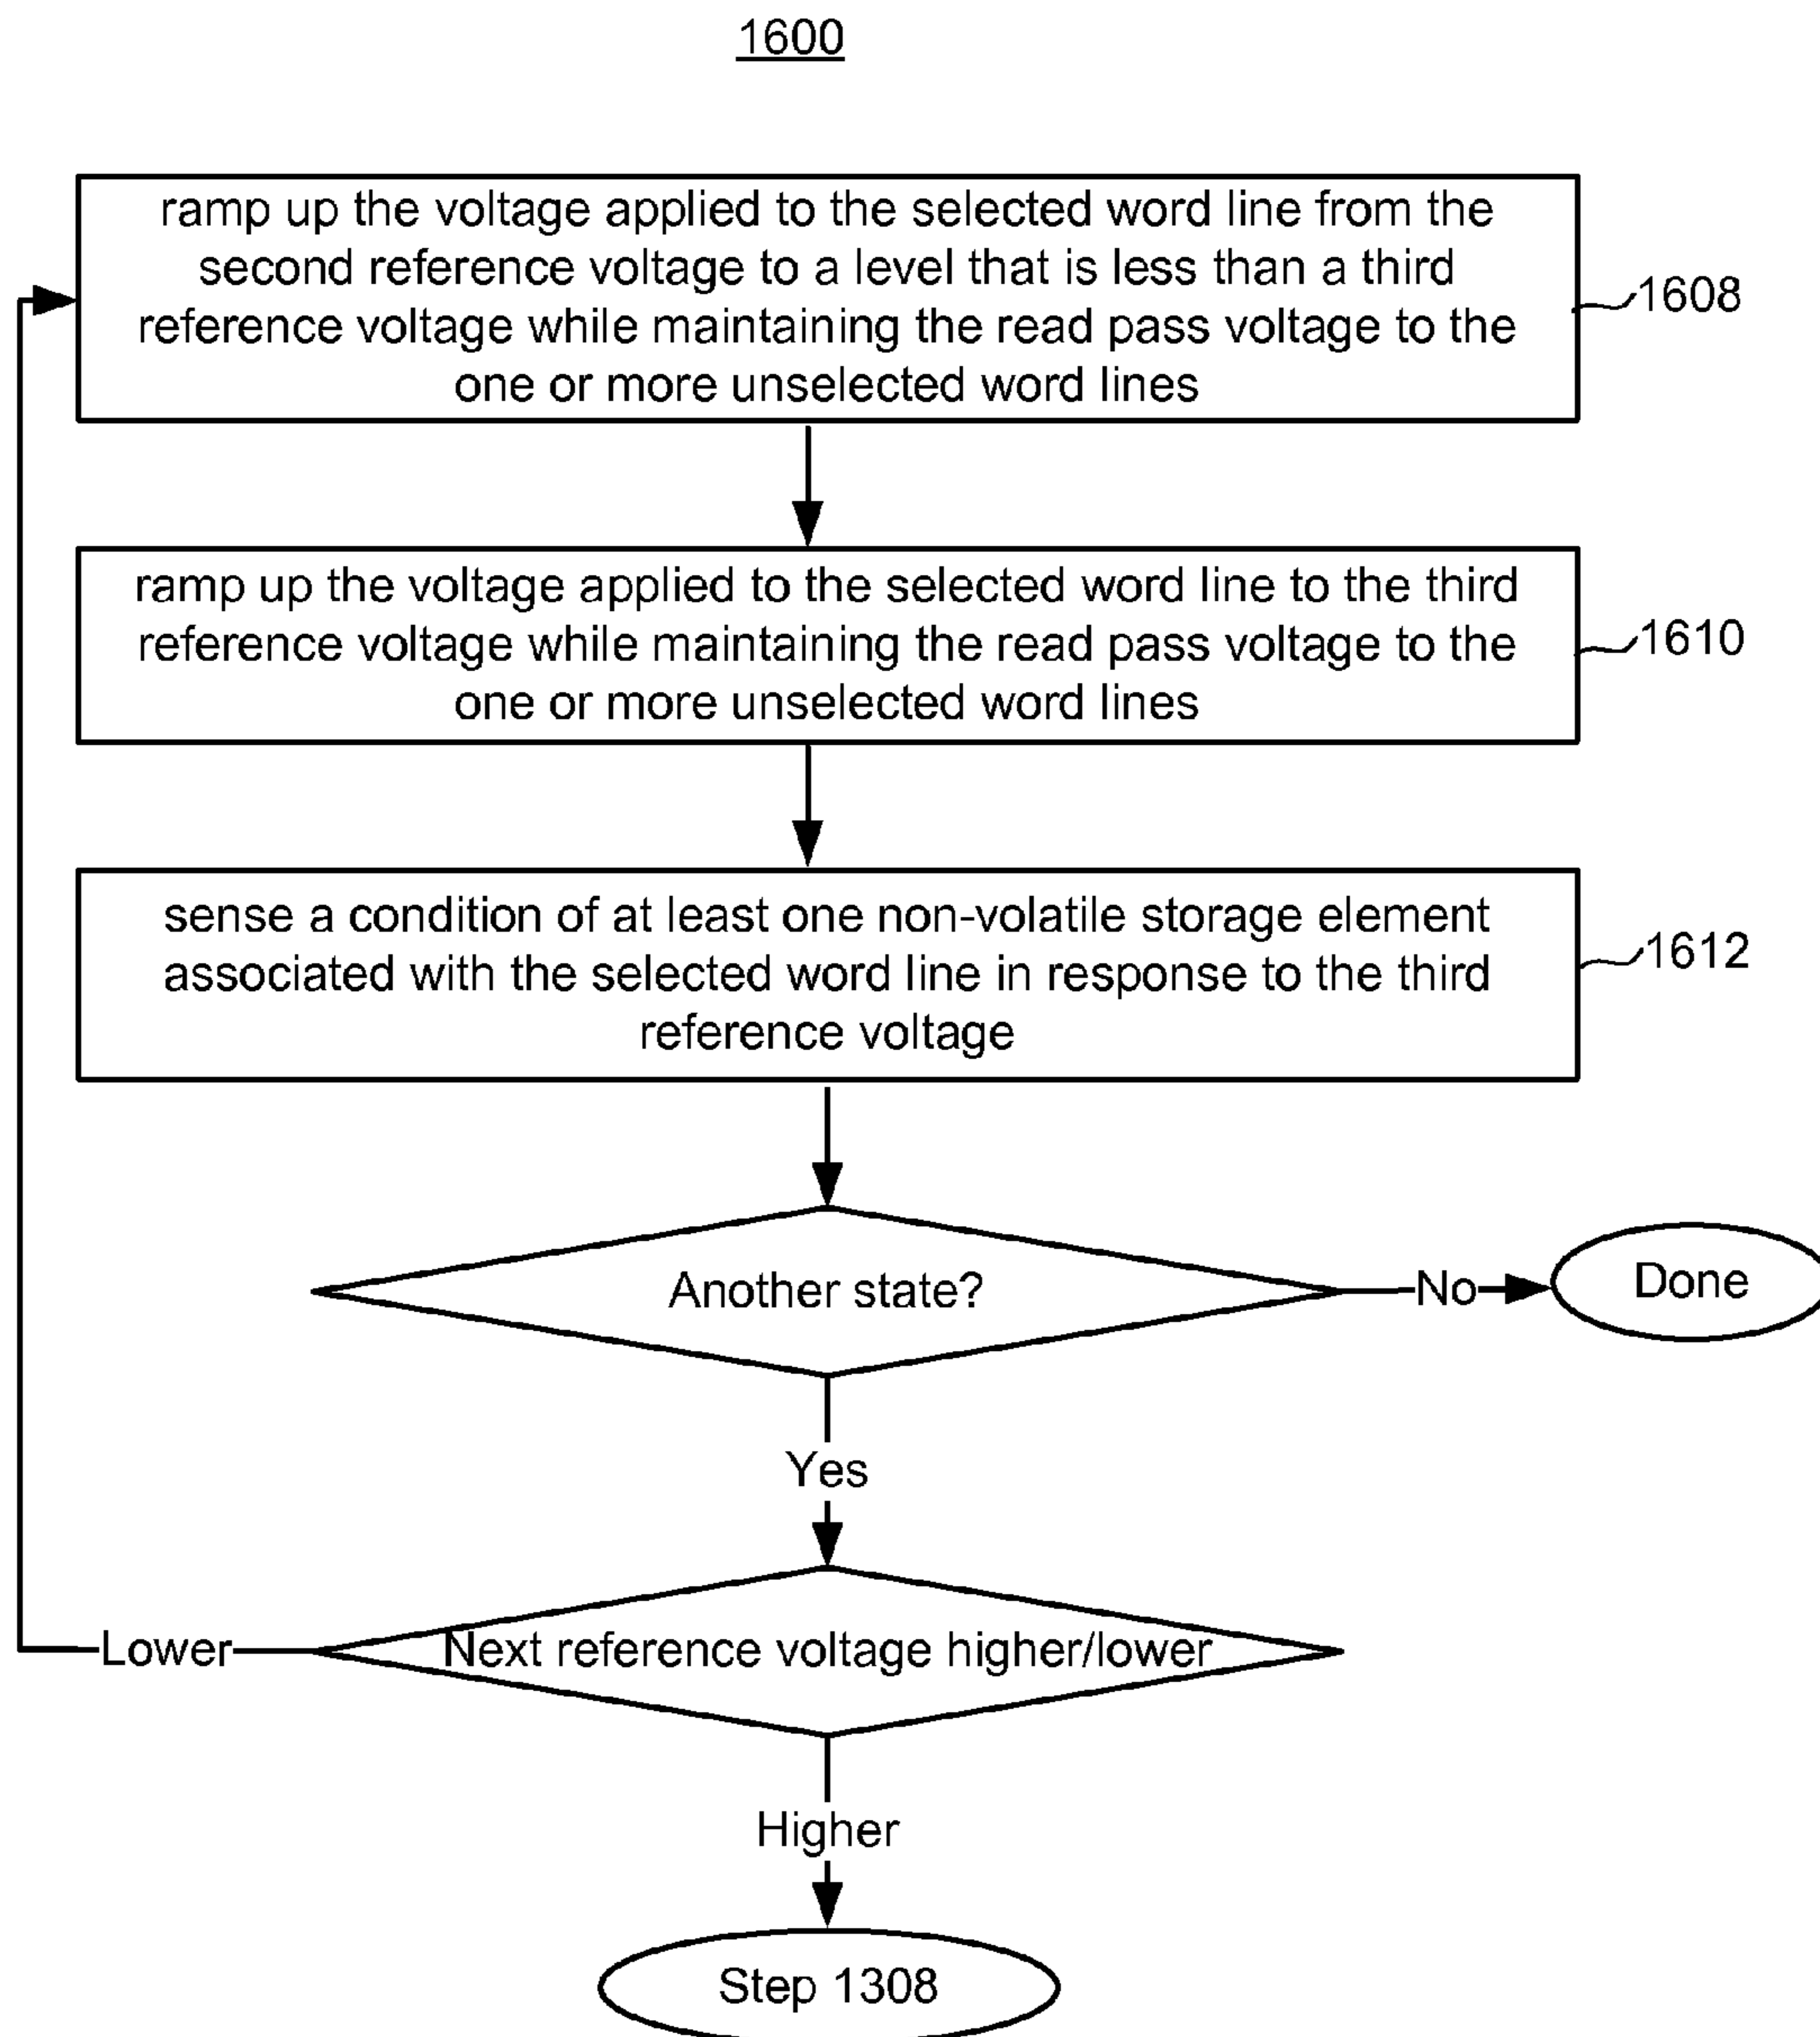 1600
ramp up the voltage applied to the selected word line from the
second reference voltage to a level that is less than a third
reference voltage while maintaining the read pass voltage to the
one or more unselected word lines
1608
ramp up the voltage applied to the selected word line to the third
reference voltage while maintaining the read pass voltage to the
one or more unselected word lines
1610
sense a condition of at least one non-volatile storage element
associated with the selected word line in response to the third
reference voltage
1612
Another state?
No
Done
Yes
Next reference voltage higher/lower
Lower
Higher
Step 1308